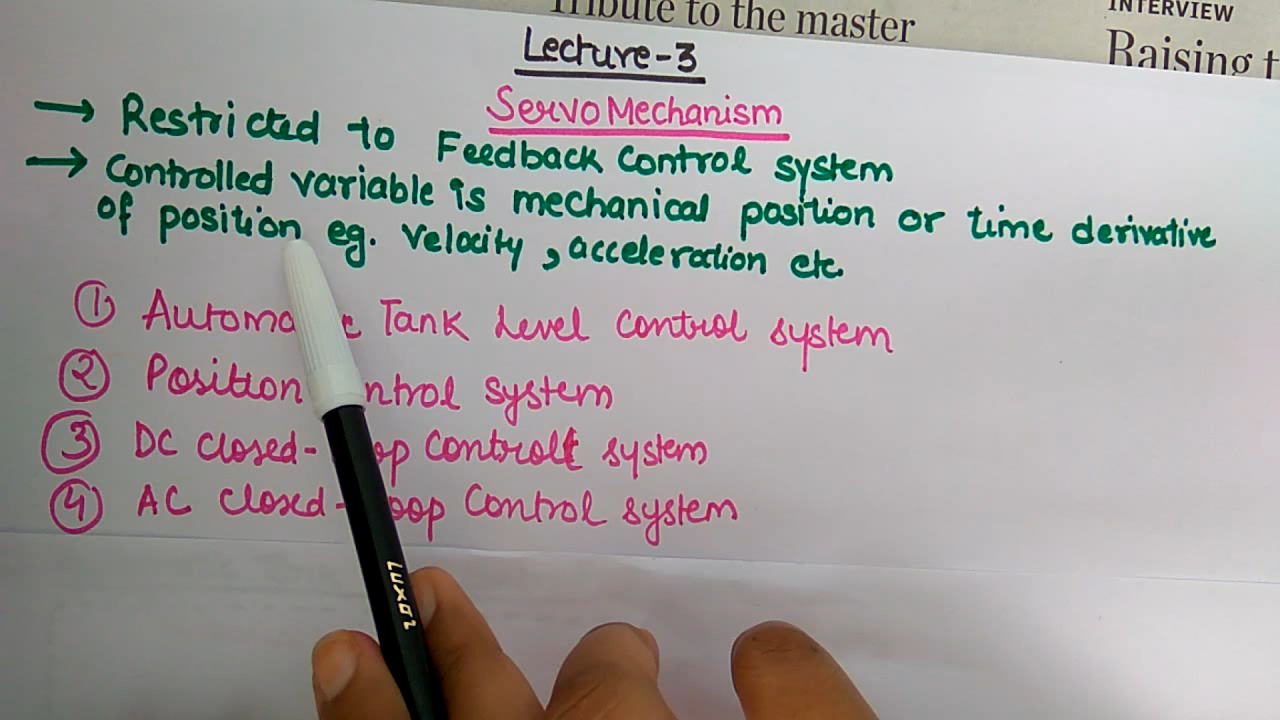 Tribute to the master
INTERVIEW
Raising
Lecture-3
Servo Mechanism
→ Restricted to Feedback control system
→ Controlled variable is mechanical position or time derivative
of position eg. Velocity, acceleration etc.
① Automa c Tank Level control system
② Position ntrol system
③ DC closed- op Control system
④ AC closed- oop Control system
LUXOR